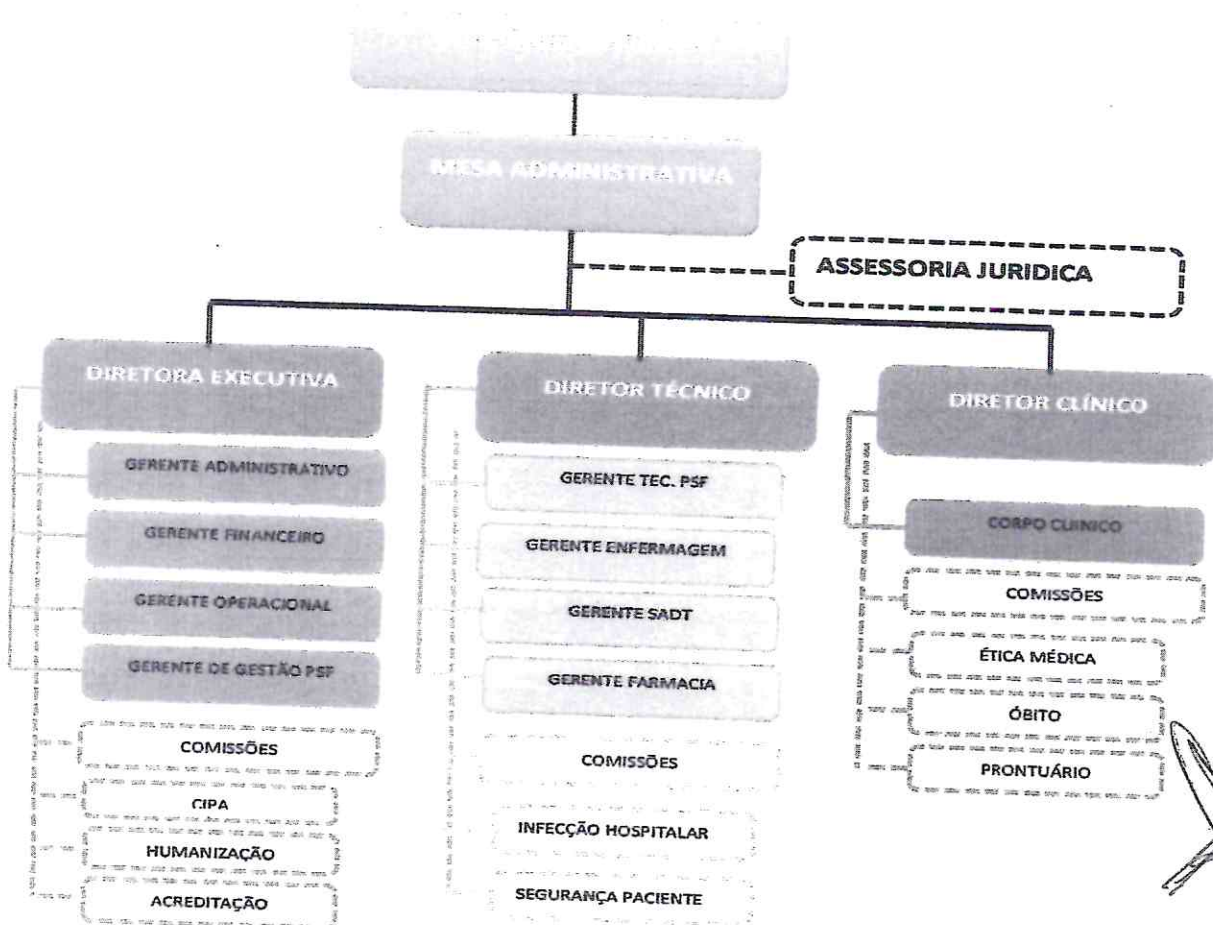 MESA ADMINISTRATIVA
ASSESSORIA JURIDICA
DIRETORA EXECUTIVA
GERENTE ADMINISTRATIVO
GERENTE FINANCEIRO
GERENTE OPERACIONAL
GERENTE DE GESTÃO PSF
COMISSÕES
CIPA
HUMANIZAÇÃO
ACREDITAÇÃO
DIRETOR TÉCNICO
GERENTE TEC. PSF
GERENTE ENFERMAGEM
GERENTE SADT
GERENTE FARMACIA
COMISSÕES
INFECÇÃO HOSPITALAR
SEGURANÇA PACIENTE
DIRETOR CLÍNICO
CORPO CLINICO
COMISSÕES
ÉTICA MÉDICA
ÓBITO
PRONTUÁRIO